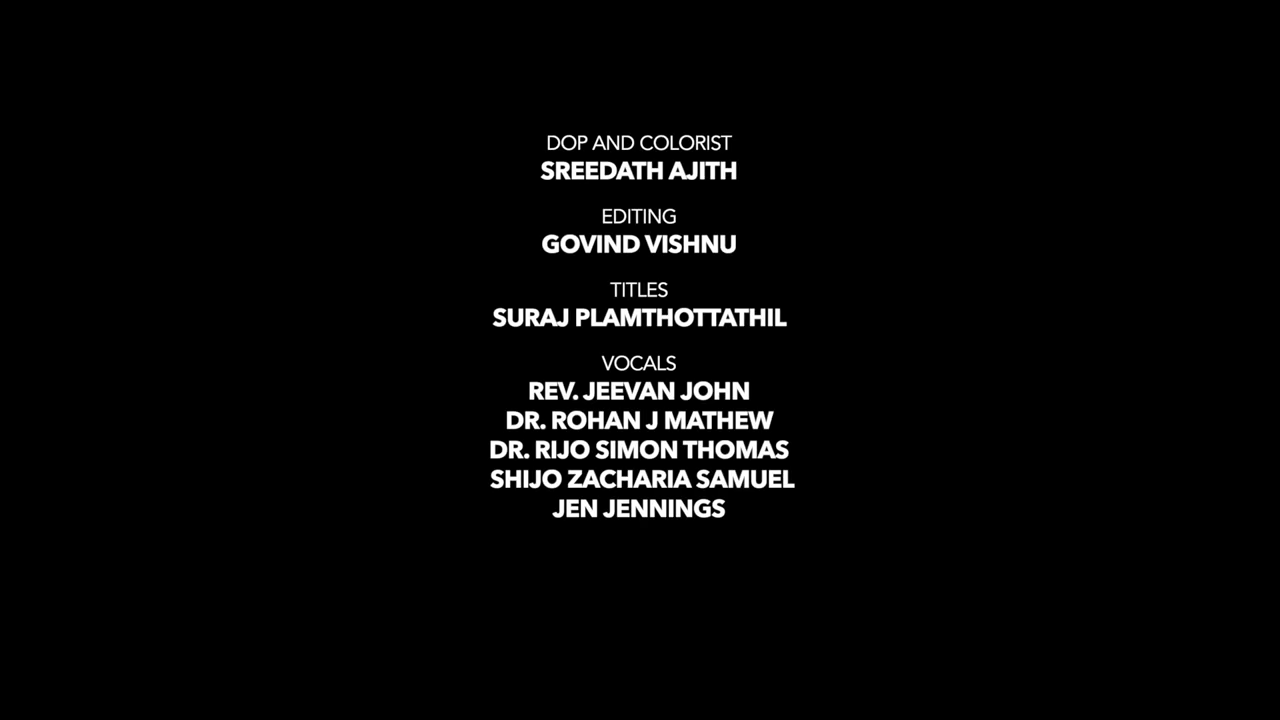 DOP AND COLORIST
SREEDATH AJITH
EDITING
GOVIND VISHNU
TITLES
SURAJ PLAMTHOTTATHIL
VOCALS
REV. JEEVAN JOHN
DR. ROHAN J MATHEW
DR. RIJO SIMON THOMAS
SHIJO ZACHARIA SAMUEL
JEN JENNINGS